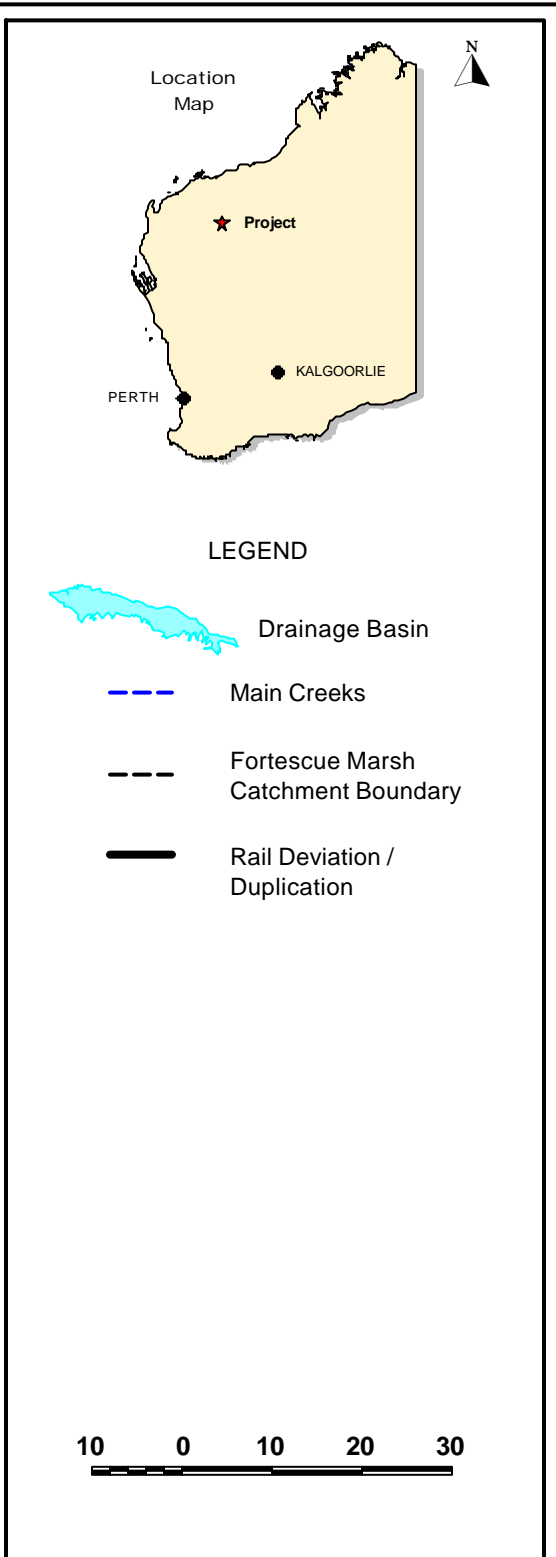 Location
Map
N
Project
KALGOORLIE
PERTH
LEGEND
Drainage Basin
Main Creeks
Fortescue Marsh
Catchment Boundary
Rail Deviation /
Duplication
10 0 10 20 30